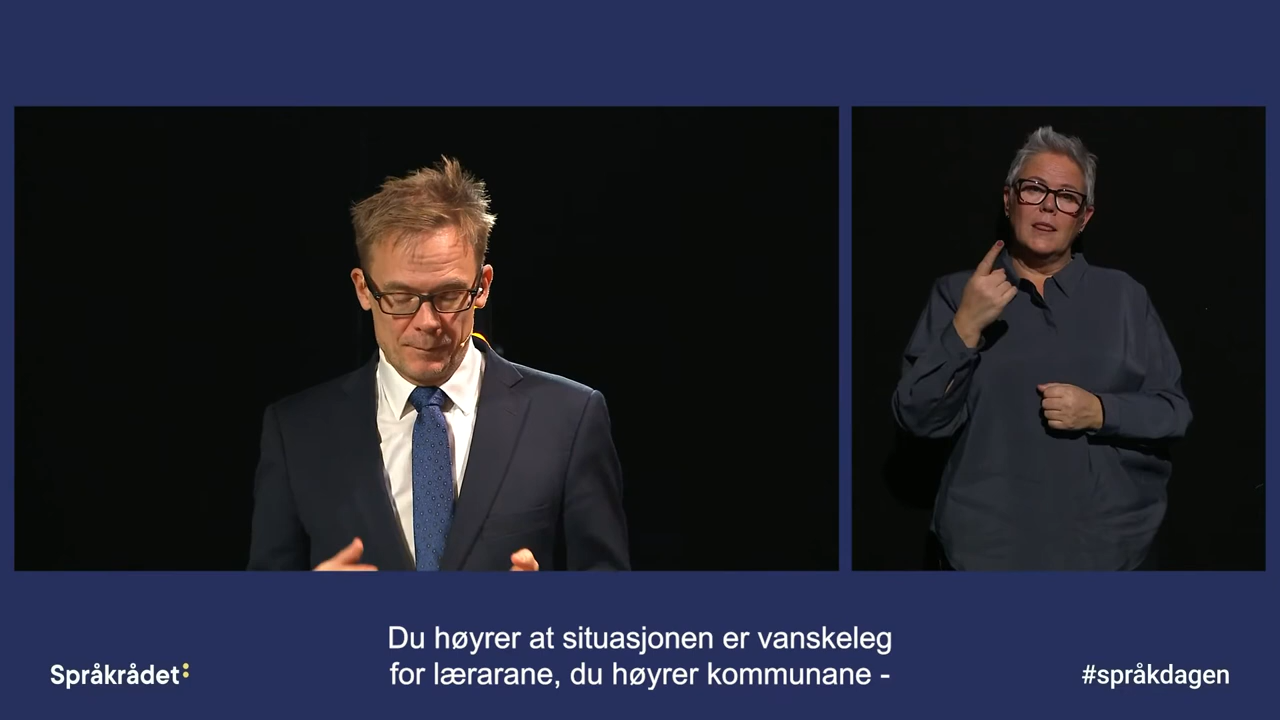 Du høyrer at situasjonen er vanskeleg
for lærarane, du høyrer kommunane -
Språkrådet:
#språkdagen